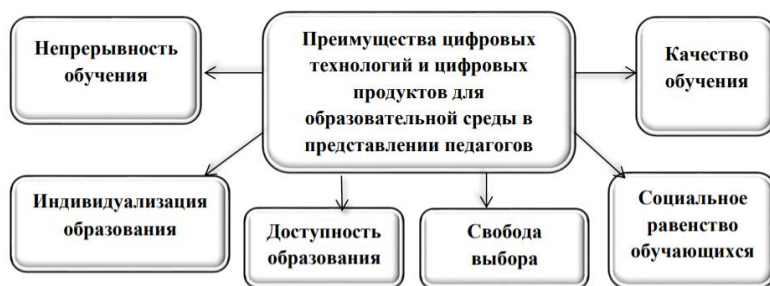 Непрерывность
обучения
Преимущества цифровых
технологий и цифровых
продуктов для
образовательной среды в
представлении педагогов
Качество
обучения
Индивидуализация
образования
Доступность
образования
Свобода
выбора
Социальное
равенство
обучающихся